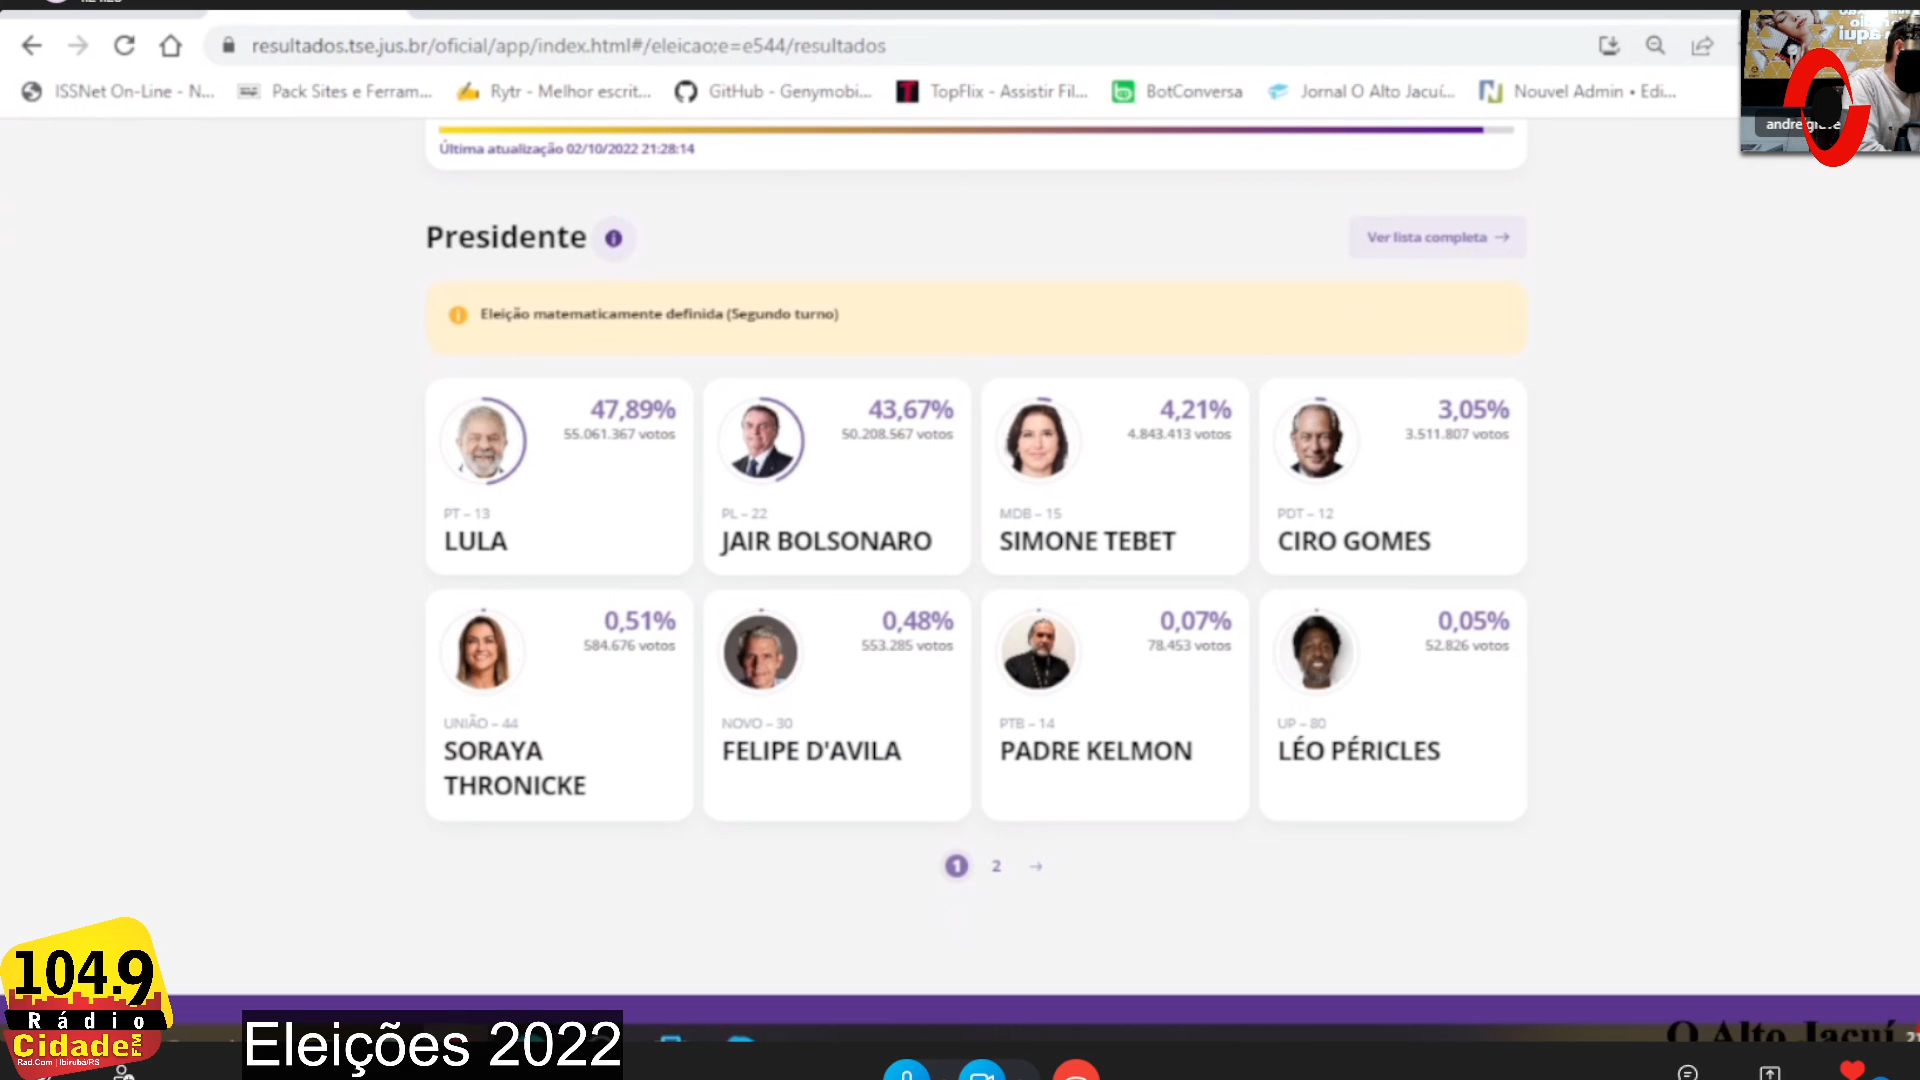 resultados.tse.jus.br/oficial/app/index.html#/eleicao;e=e544/resultados
ISSNet On-Line - N... Pack Sites e Ferram... Rytr - Melhor escrit... GitHub - Genymobi... TopFlix - Assistir Fil... BotConversa Jornal O Alto Jacuí... Nouvel Admin • Edi...
Última atualização 02/10/2022 21:28:14
Presidente
Ver lista completa →
Eleição matematicamente definida (Segundo turno)
47,89%
55.061.367 votos
PT – 13
LULA
43,67%
50.208.567 votos
PL – 22
JAIR BOLSONARO
4,21%
4.843.413 votos
MDB – 15
SIMONE TEBET
3,05%
3.511.807 votos
PDT – 12
CIRO GOMES
0,51%
584.676 votos
UNIÃO – 44
SORAYA
THRONICKE
0,48%
553.285 votos
NOVO – 30
FELIPE D'AVILA
0,07%
78.453 votos
PTB – 14
PADRE KELMON
0,05%
52.826 votos
UP – 80
LÉO PÉRICLES
1 2 →
104.9
Rádio
Cidade FM
Rad.Com | Ibirubá/RS
Eleições 2022
O Alto Jacuí